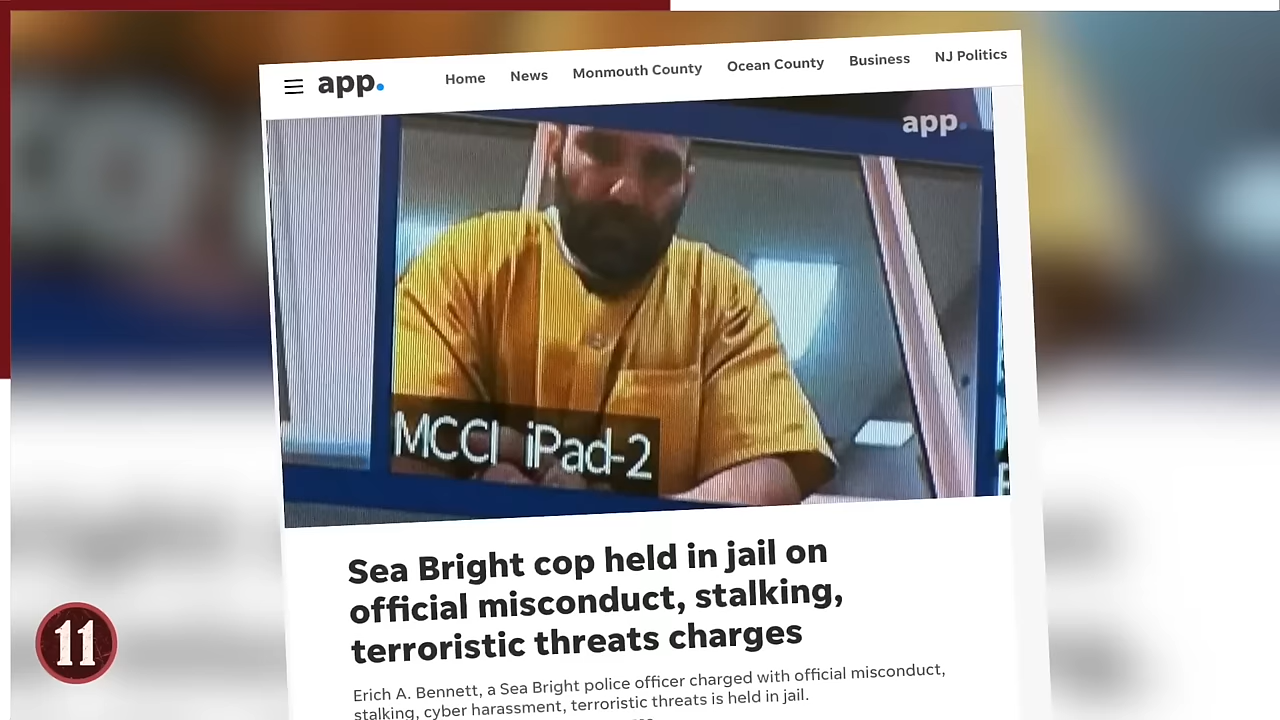 app.
Home News Monmouth County Ocean County Business NJ Politics
app.
MCCI iPad-2
Sea Bright cop held in jail on
official misconduct, stalking,
terroristic threats charges
Erich A. Bennett, a Sea Bright police officer charged with official misconduct,
stalking, cyber harassment, terroristic threats is held in jail.
11